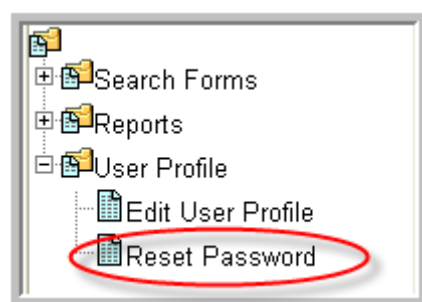 Search Forms
Reports
User Profile
Edit User Profile
Reset Password